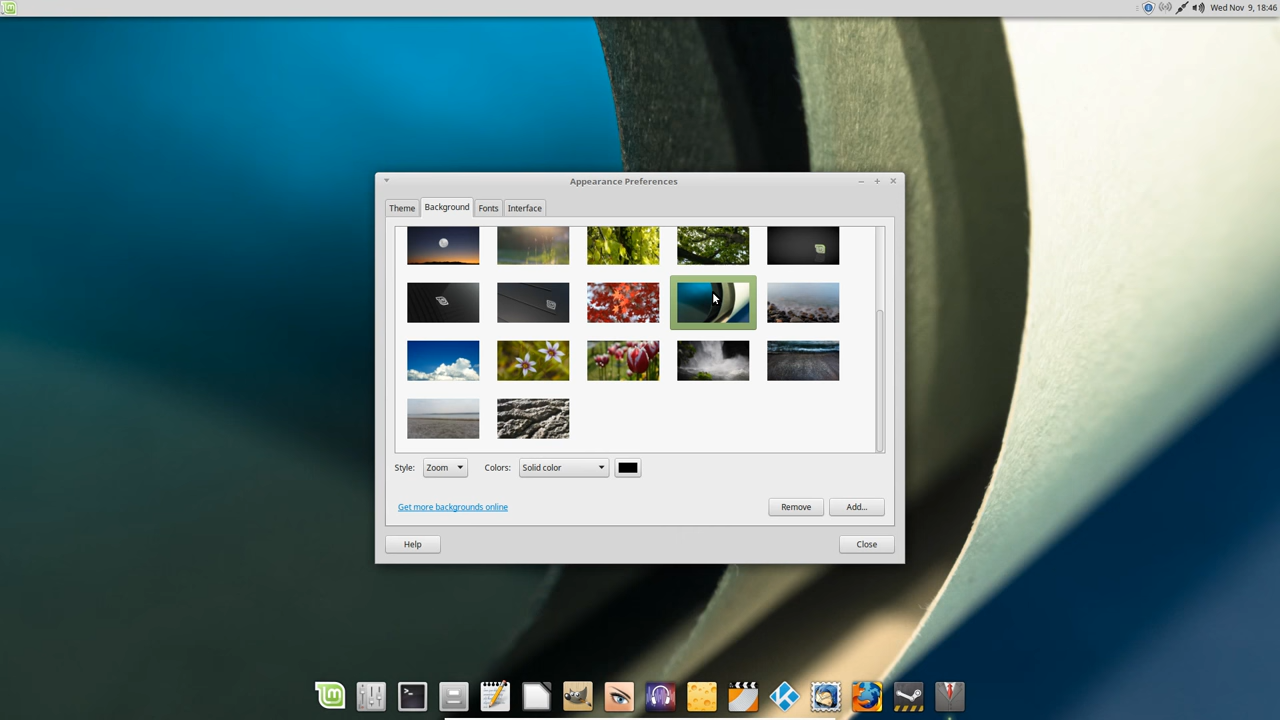 Wed Nov 9, 18:46
Appearance Preferences
Theme Background Fonts Interface
Style: Zoom Colors: Solid color
Get more backgrounds online Remove Add...
Help Close